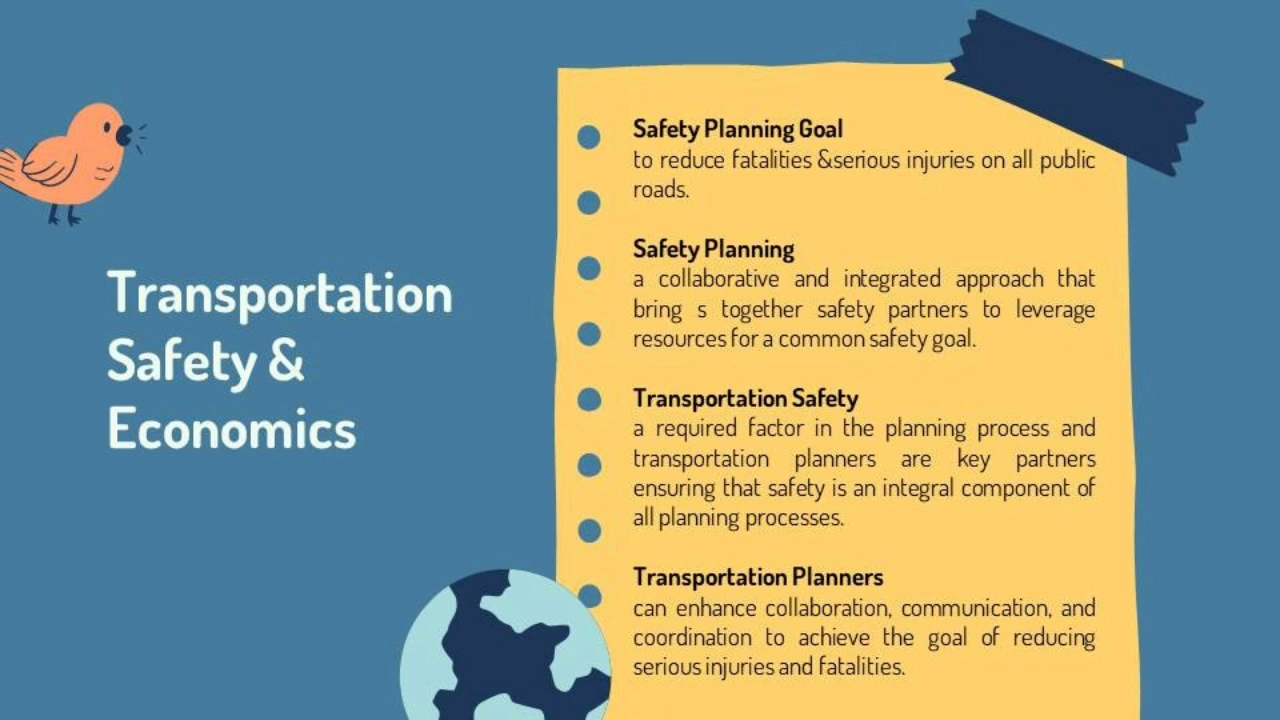 Transportation
Safety &
Economics
Safety Planning Goal
to reduce fatalities &serious injuries on all public
roads.
Safety Planning
a collaborative and integrated approach that
bring s together safety partners to leverage
resources for a common safety goal.
Transportation Safety
a required factor in the planning process and
transportation planners are key partners
ensuring that safety is an integral component of
all planning processes.
Transportation Planners
can enhance collaboration, communication, and
coordination to achieve the goal of reducing
serious injuries and fatalities.